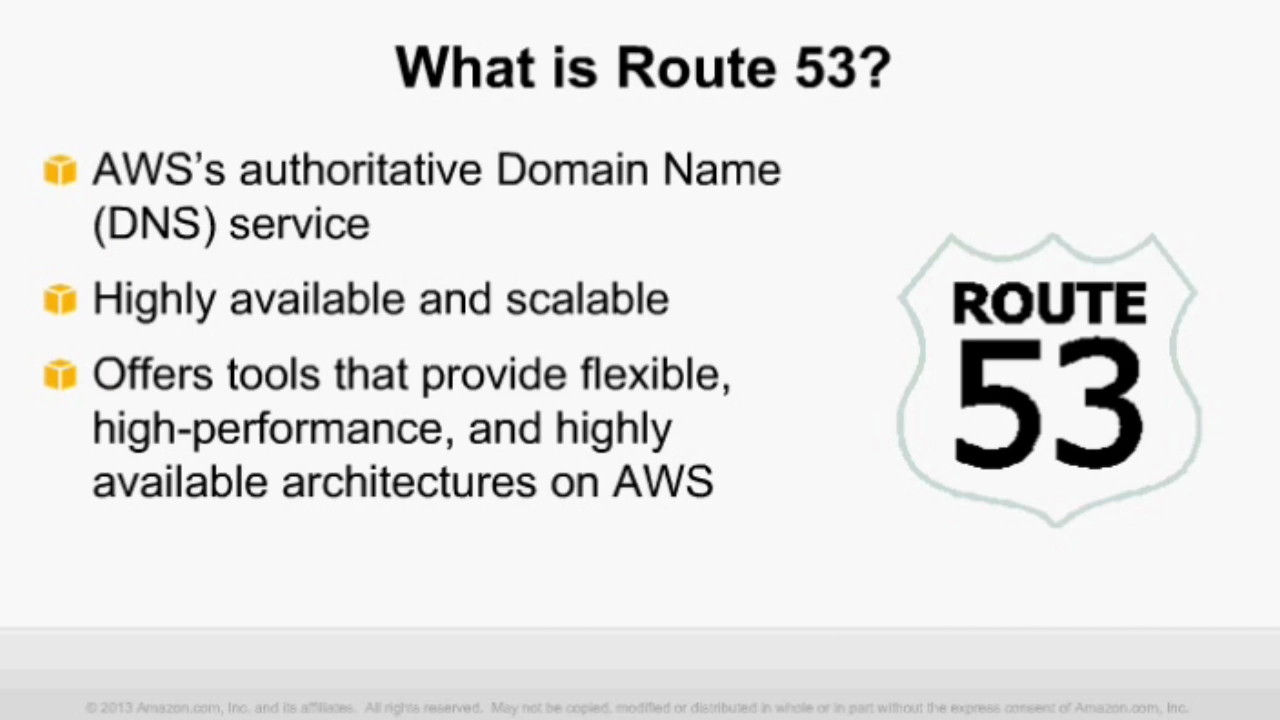 What is Route 53?
AWS's authoritative Domain Name
(DNS) service
Highly available and scalable
Offers tools that provide flexible,
high-performance, and highly
available architectures on AWS
ROUTE
53
© 2013 Amazon.com, Inc. and its affiliates. All rights reserved. May not be copied, modified or distributed in whole or in part without the express consent of Amazon.com, Inc.